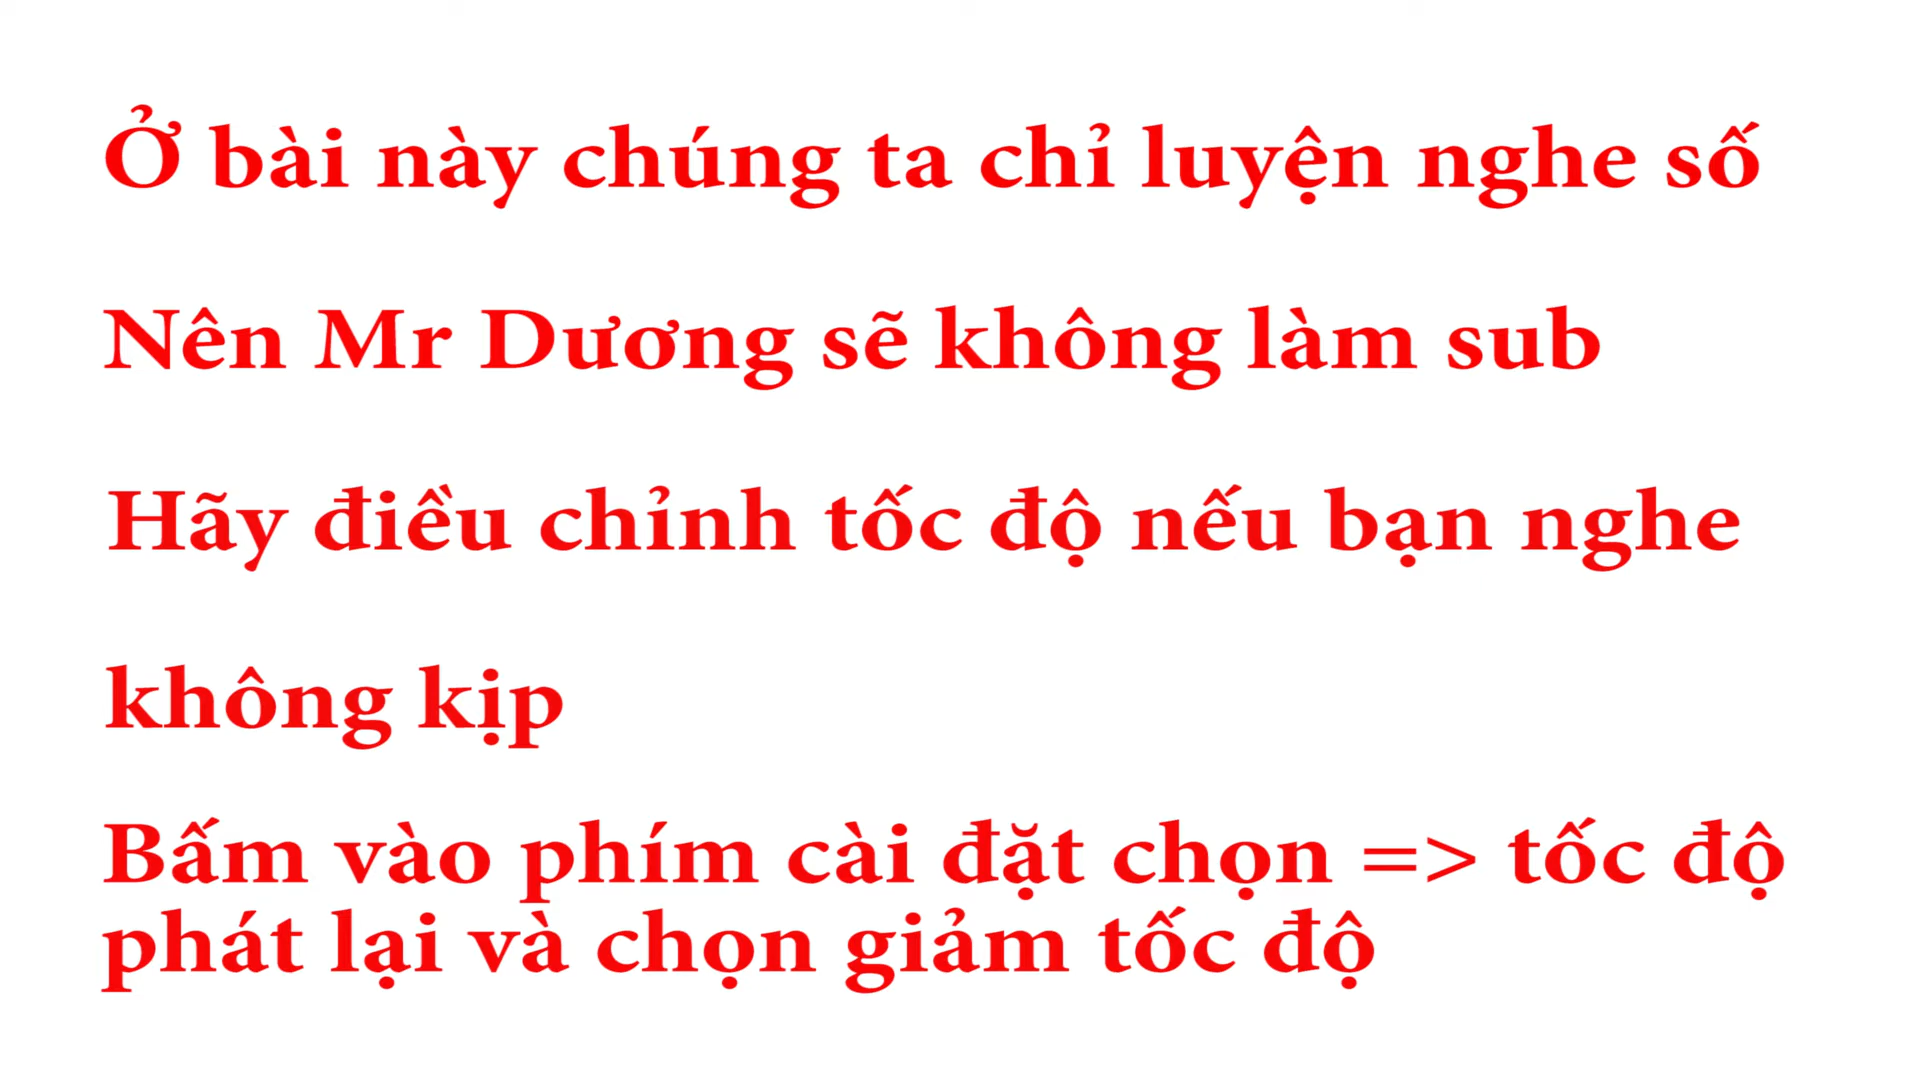 Ở bài này chúng ta chỉ luyện nghe số
Nên Mr Dương sẽ không làm sub
Hãy điều chỉnh tốc độ nếu bạn nghe
không kịp
Bấm vào phím cài đặt chọn => tốc độ
phát lại và chọn giảm tốc độ